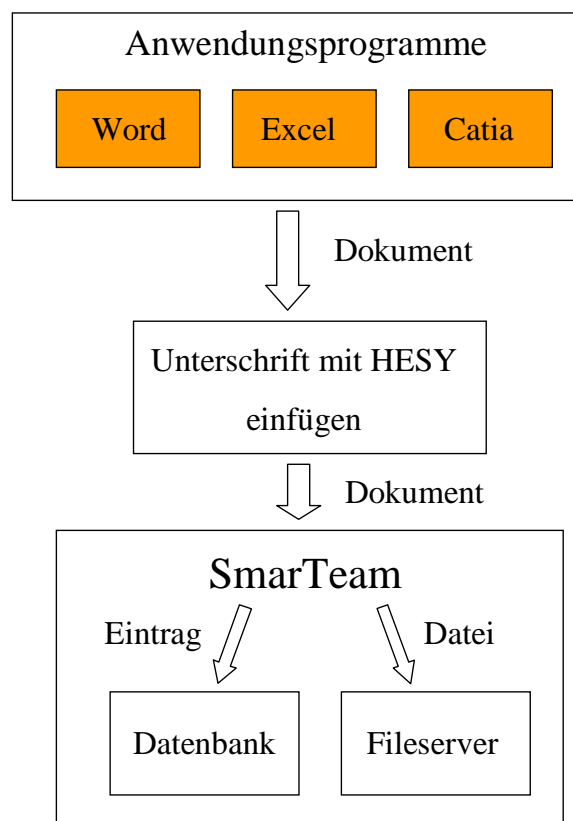 Anwendungsprogramme
Word
Excel
Catia
Dokument
Unterschrift mit HESY
einfügen
Dokument
SmarTeam
Eintrag
Datei
Datenbank
Fileserver